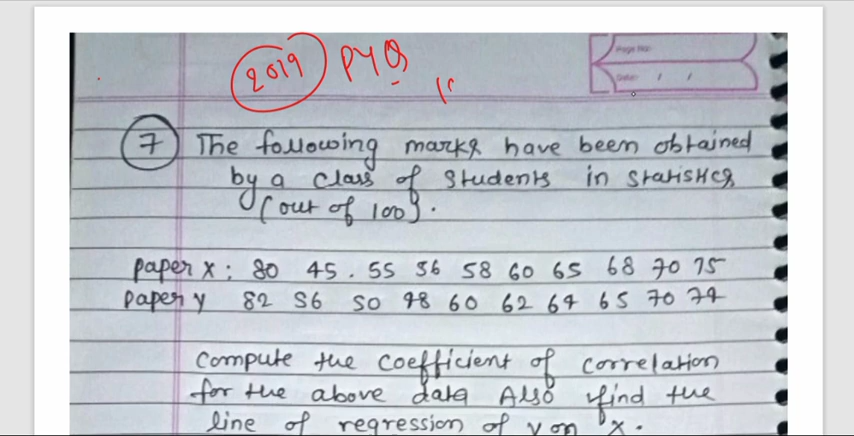 2019 PYQ
Page No:
Date: / /
7 The following marks have been obtained
by a class of students in statistics
(out of 100).
paper x: 80 45. 55 56 58 60 65 68 70 75
paper y 82 56 50 48 60 62 64 65 70 74
compute the coefficient of correlation
for the above data Also find the
line of regression of y on x.